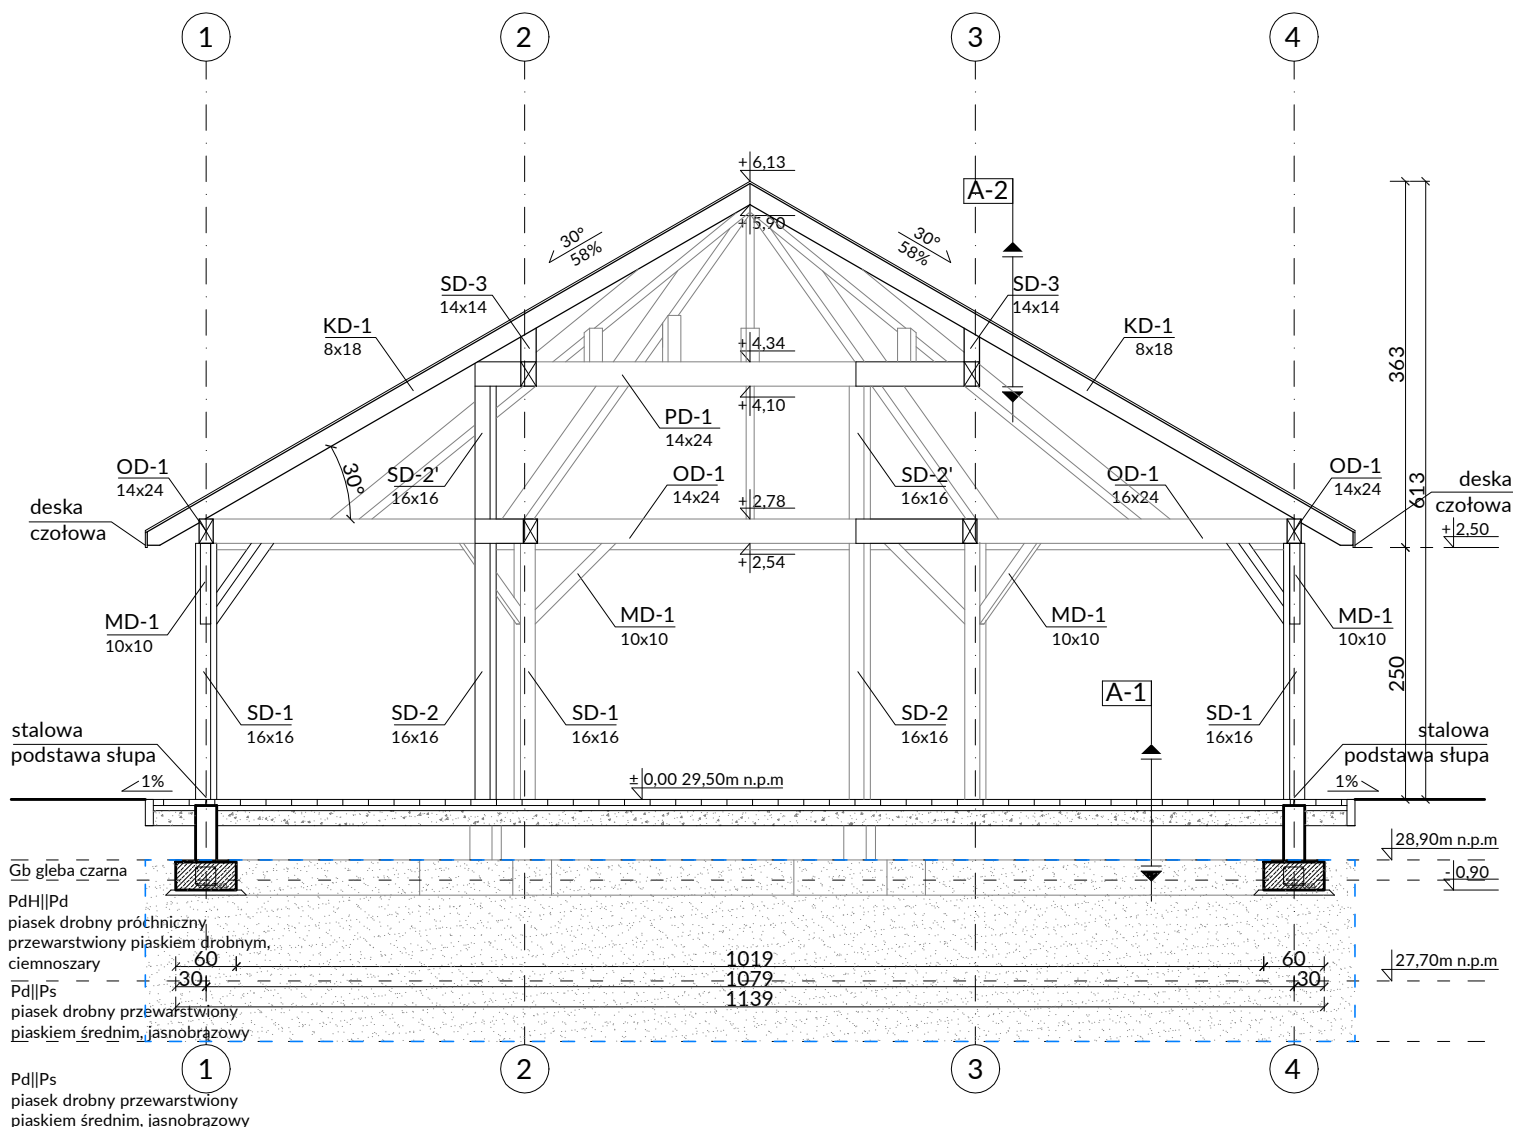 1
2
3
4
+ 6,13
A-2
+ 5,90
30°
58%
30°
58%
SD-3
14x14
SD-3
14x14
KD-1
8x18
KD-1
8x18
+ 4,34
363
+ 4,10
PD-1
14x24
OD-1
14x24
30°
SD-2'
16x16
OD-1
14x24
SD-2'
16x16
OD-1
16x24
OD-1
14x24
613
deska
czołowa
deska
czołowa
+ 2,78
+ 2,50
+ 2,54
MD-1
10x10
MD-1
10x10
MD-1
10x10
MD-1
10x10
250
A-1
SD-1
16x16
SD-2
16x16
SD-1
16x16
SD-2
16x16
SD-1
16x16
stalowa
podstawa słupa
stalowa
podstawa słupa
1%
± 0,00 29,50m n.p.m
1%
28,90m n.p.m
Gb gleba czarna
- 0,90
PdH||Pd
piasek drobny próchniczny
przewarstwiony piaskiem drobnym,
ciemnoszary
60
1019
60
27,70m n.p.m
30
1079
30
Pd||Ps
piasek drobny przewarstwiony
piaskiem średnim, jasnobrązowy
1139
1
2
3
4
Pd||Ps
piasek drobny przewarstwiony
piaskiem średnim, jasnobrązowy